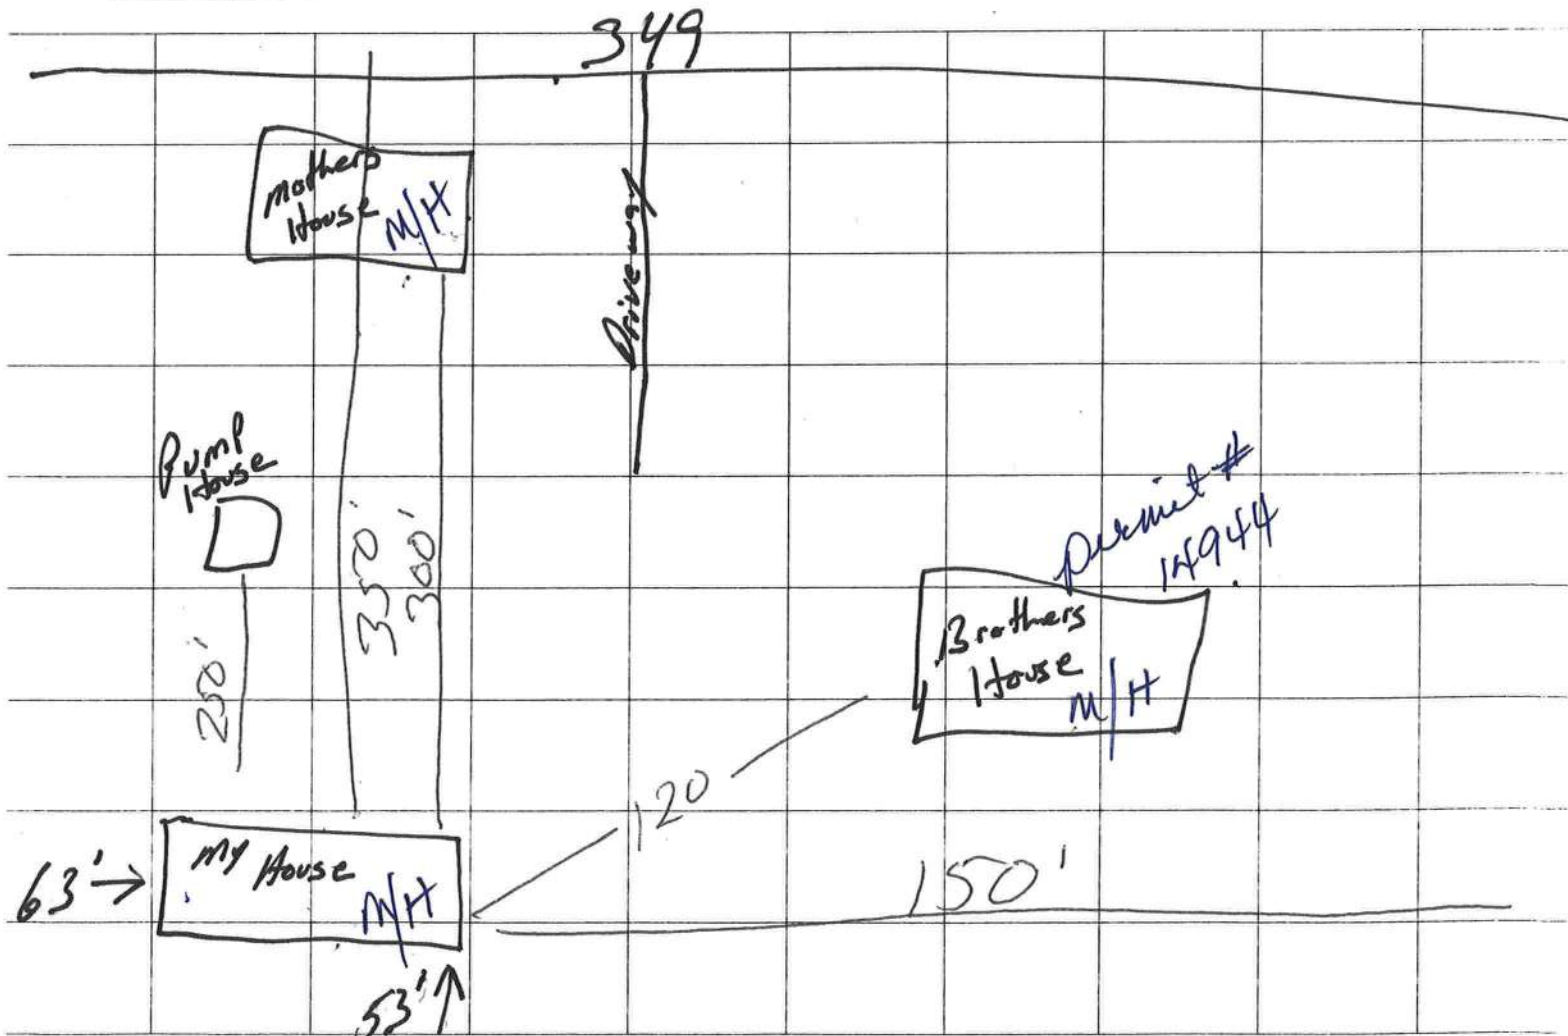 349
Mothers
House
M/H
Driveway
Pump
House
350'
300'
250'
permit #
14944
Brothers
House
M/H
120
My House
M/H
63'
150'
53'